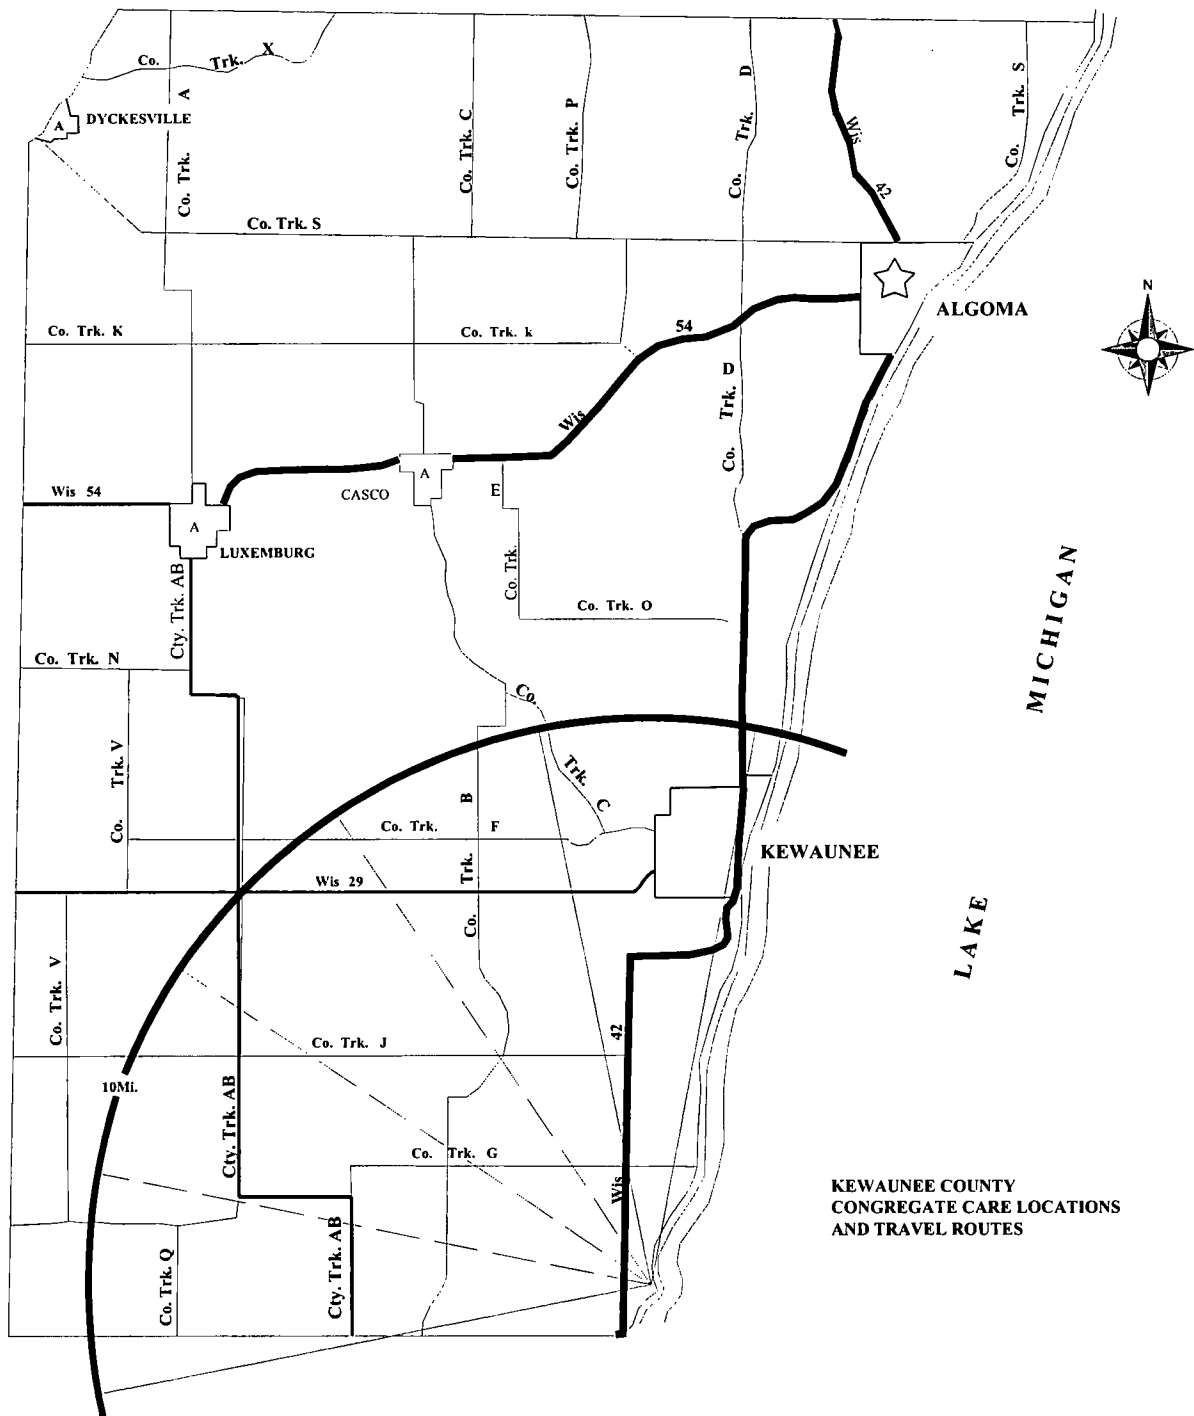 Co. Trk. X
Co. Trk. A
A
DYCKESVILLE
Co. Trk. C
Co. Trk. P
Co. Trk. D
Wis 42
Co. Trk. S
Co. Trk. S
ALGOMA
N
Co. Trk. K
Co. Trk. k
54
Wis
Co. Trk. D
A
CASCO
Co. Trk. E
Wis 54
A
LUXEMBURG
Cty. Trk. AB
Co. Trk. O
Co. Trk. N
Co. Trk. V
Co. Trk. C
Co. Trk. B
Co. Trk. F
KEWAUNEE
LAKE MICHIGAN
Wis 29
Co. Trk. V
Co. Trk. J
Wis 42
10Mi.
Cty. Trk. AB
Co. Trk. G
Cty. Trk. AB
Co. Trk. Q
KEWAUNEE COUNTY
CONGREGATE CARE LOCATIONS
AND TRAVEL ROUTES